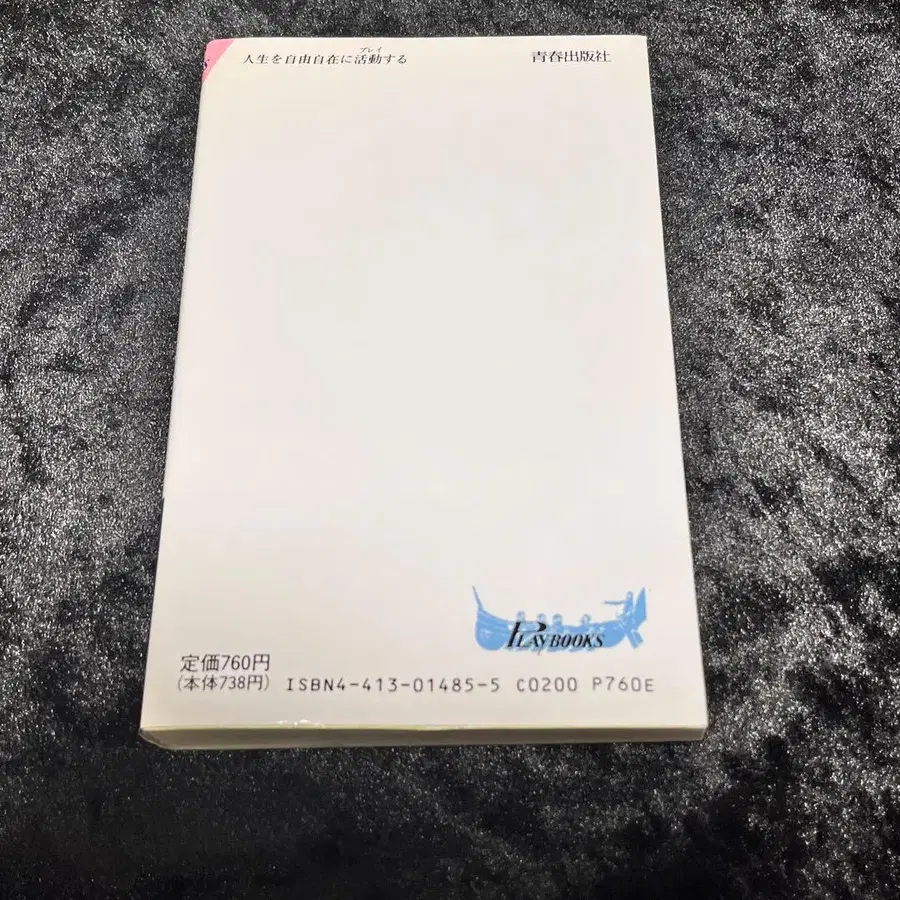 人生を自由自在に活動する
プレイ
青春出版社
PLAYBOOKS
定価760円
(本体738円)
ISBN4-413-01485-5 C0200 P760E